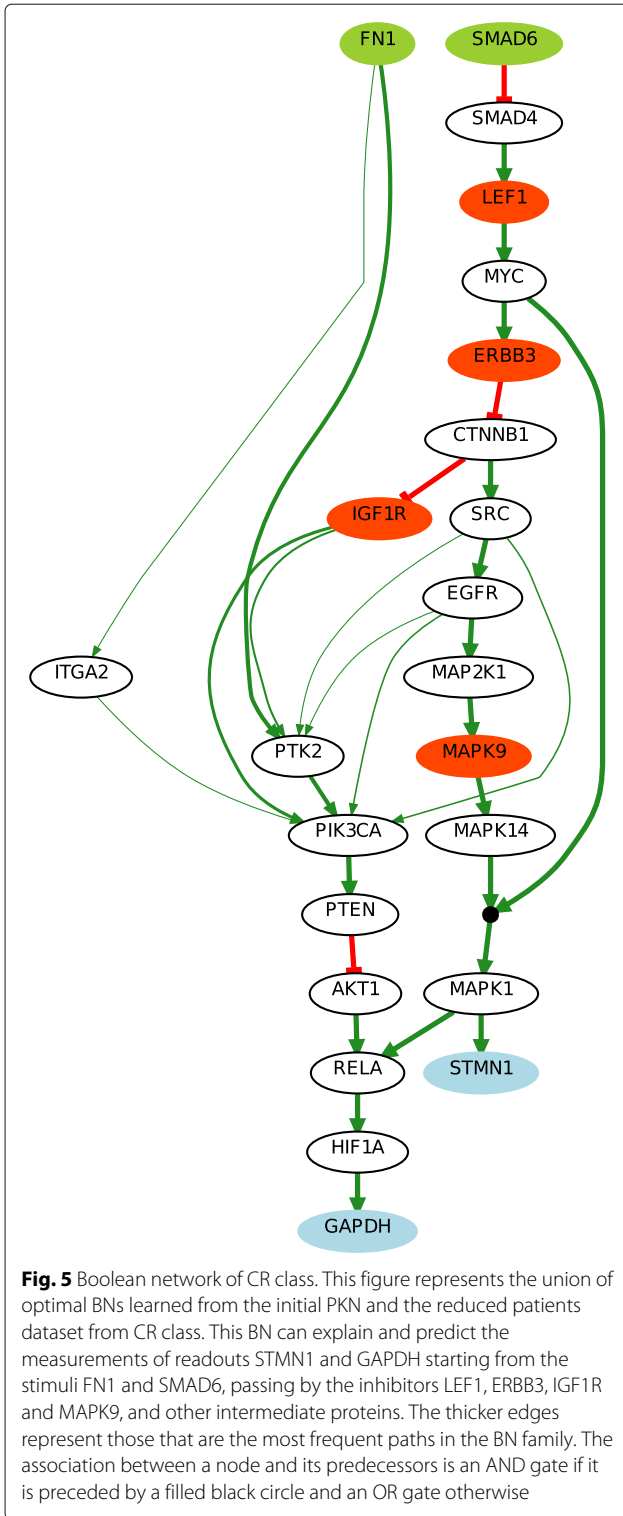 FN1 SMAD6
SMAD4
LEF1
MYC
ERBB3
CTNNB1
IGF1R SRC
EGFR
ITGA2 MAP2K1
PTK2 MAPK9
PIK3CA MAPK14
PTEN
AKT1 MAPK1
RELA STMN1
HIF1A
GAPDH
Fig. 5 Boolean network of CR class. This figure represents the union of
optimal BNs learned from the initial PKN and the reduced patients
dataset from CR class. This BN can explain and predict the
measurements of readouts STMN1 and GAPDH starting from the
stimuli FN1 and SMAD6, passing by the inhibitors LEF1, ERBB3, IGF1R
and MAPK9, and other intermediate proteins. The thicker edges
represent those that are the most frequent paths in the BN family. The
association between a node and its predecessors is an AND gate if it
is preceded by a filled black circle and an OR gate otherwise